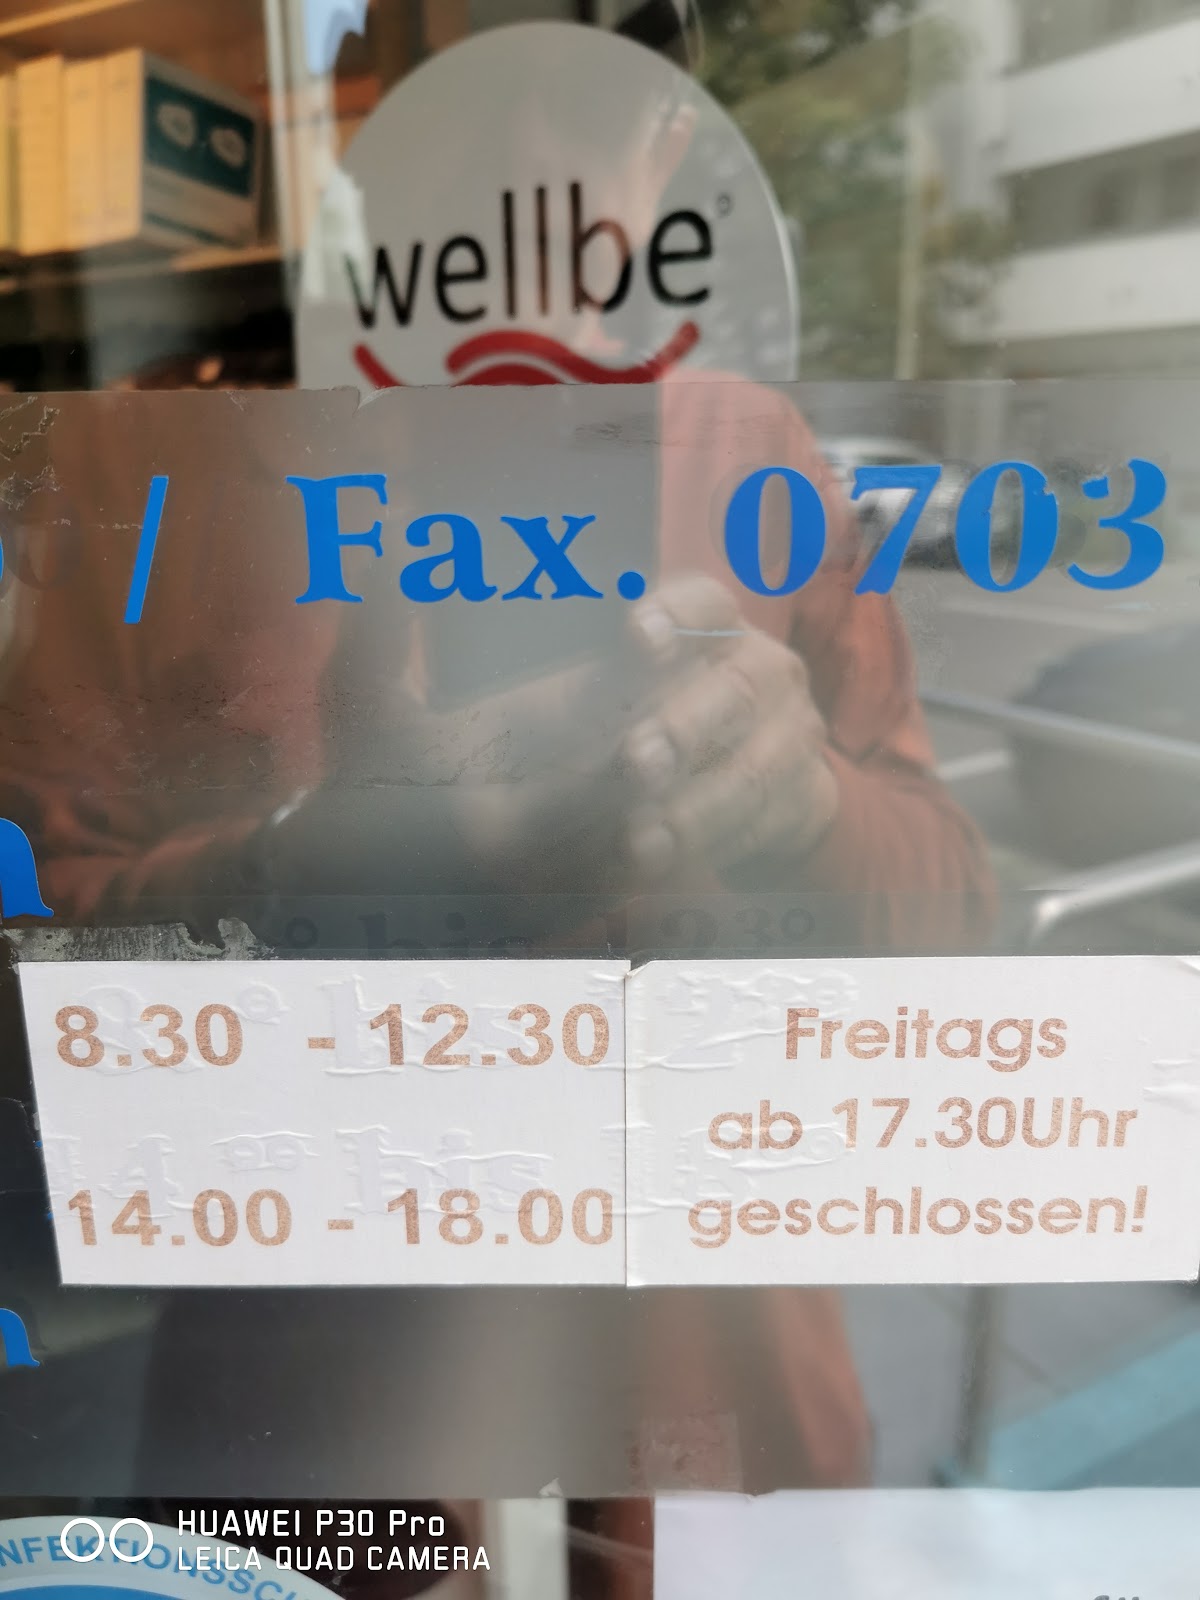 wellbe
/ Fax. 0703
8.30 - 12.30
14.00 - 18.00
Freitags
ab 17.30Uhr
geschlossen!
HUAWEI P30 Pro
LEICA QUAD CAMERA
NFEKTIONSSCHU